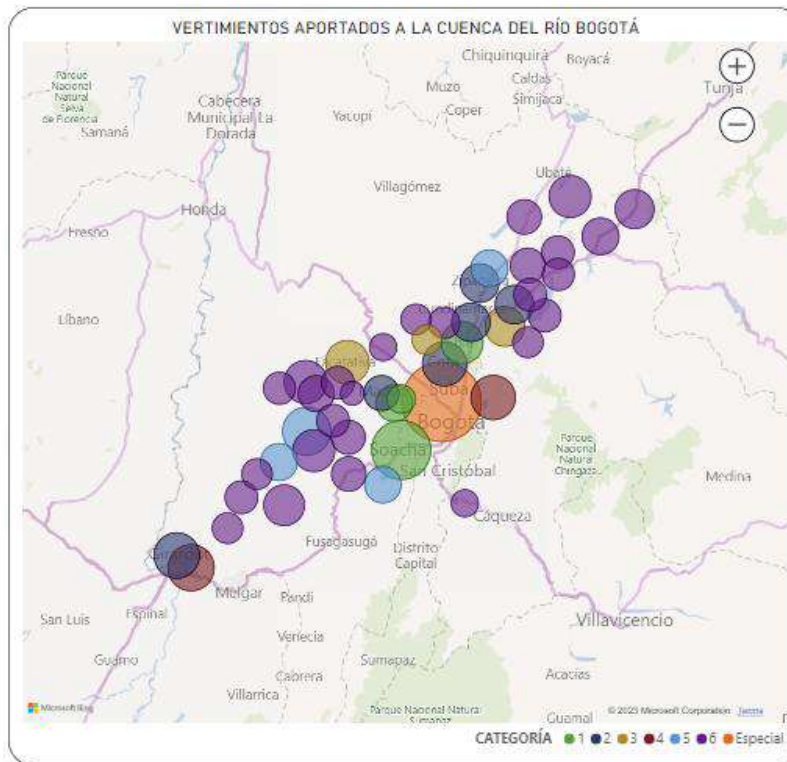 VERTIMIENTOS APORTADOS A LA CUENCA DEL RÍO BOGOTÁ
Chiquinquirá
Boyacá
Parque
Nacional
Natural
Selva
de Florencia
Cabecera
Municipal La
Dorada
Muzo
Caldas
Simijaca
Tunja
Samaná
Yacopí
Coper
Villagómez
Ubaté
Honda
Fresno
Líbano
Suba
Bogotá
Soacha
San Cristóbal
Parque
Nacional
Natural
Chingaza
Medina
Cáqueza
Fusagasugá
Distrito
Capital
Melgar
Pandi
San Luis
Espinal
Venecia
Villavicencio
Guamo
Cabrera
Sumapaz
Acacías
Villarrica
Parque Nacional Natural
Sumapaz
Guamal
Microsoft Bing
© 2023 Microsoft Corporation Terms
CATEGORÍA 1 2 3 4 5 6 Especial